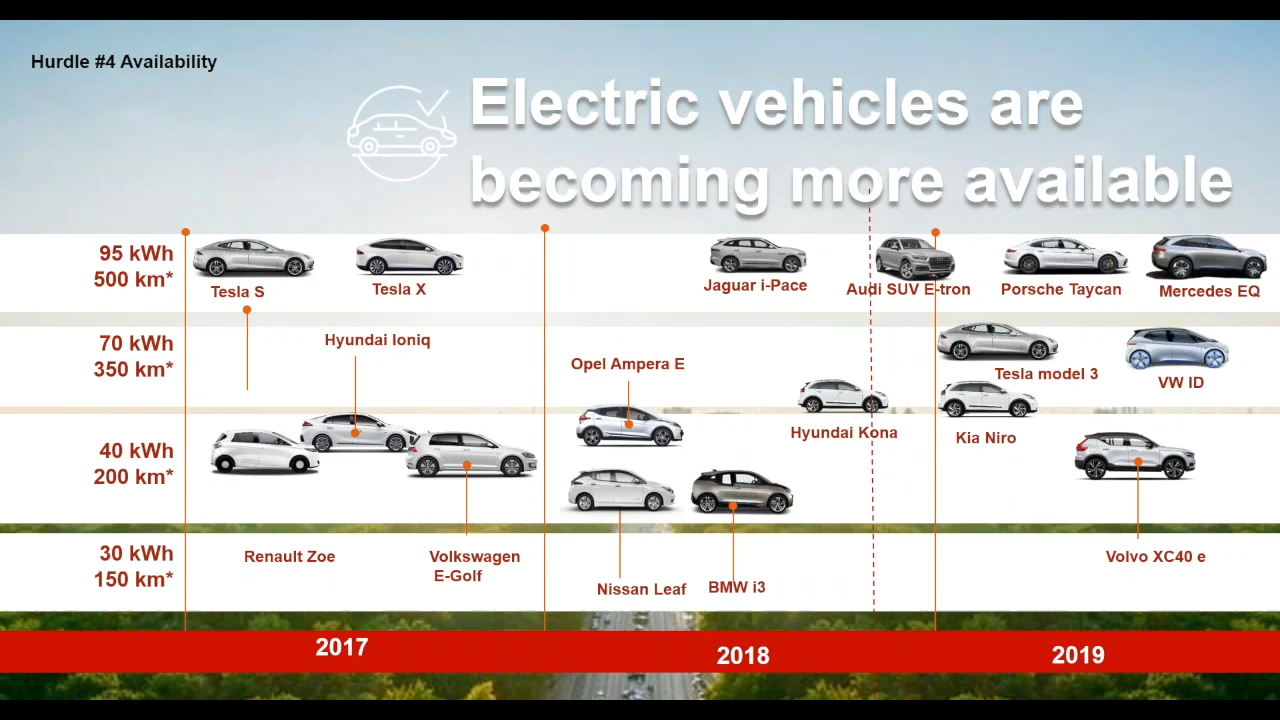 Hurdle #4 Availability
Electric vehicles are
becoming more available
95 kWh
500 km*
Tesla S
Tesla X
Jaguar i-Pace
Audi SUV E-tron
Porsche Taycan
Mercedes EQ
70 kWh
350 km*
Hyundai Ioniq
Opel Ampera E
Tesla model 3
VW ID
Hyundai Kona
Kia Niro
40 kWh
200 km*
30 kWh
150 km*
Renault Zoe
Volkswagen
E-Golf
Nissan Leaf
BMW i3
Volvo XC40 e
2017
2018
2019